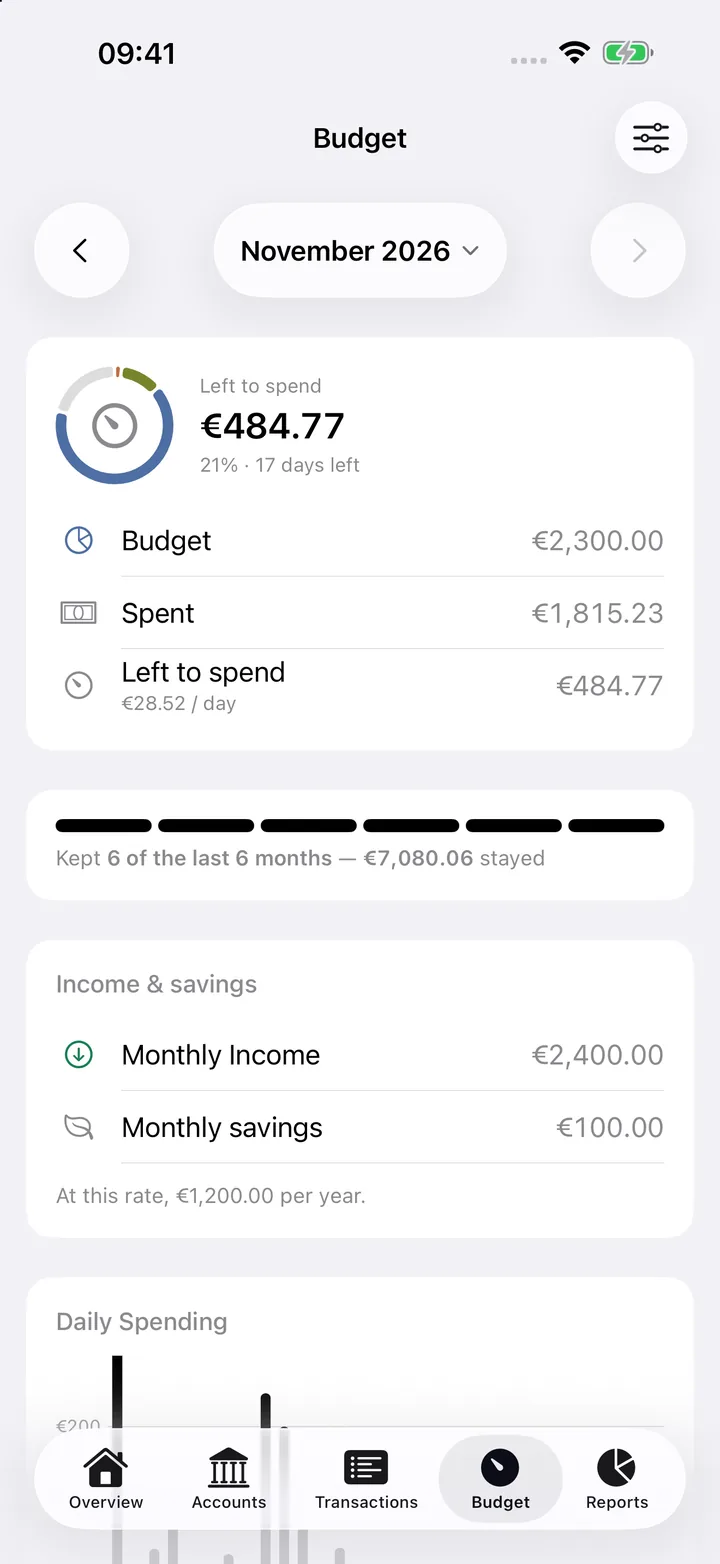 09:41
Budget
November 2026
Left to spend
€484.77
21% · 17 days left
Budget
€2,300.00
Spent
€1,815.23
Left to spend
€28.52 / day
€484.77
Kept 6 of the last 6 months — €7,080.06 stayed
Income & savings
Monthly Income
€2,400.00
Monthly savings
€100.00
At this rate, €1,200.00 per year.
Daily Spending
€200
Overview
Accounts
Transactions
Budget
Reports